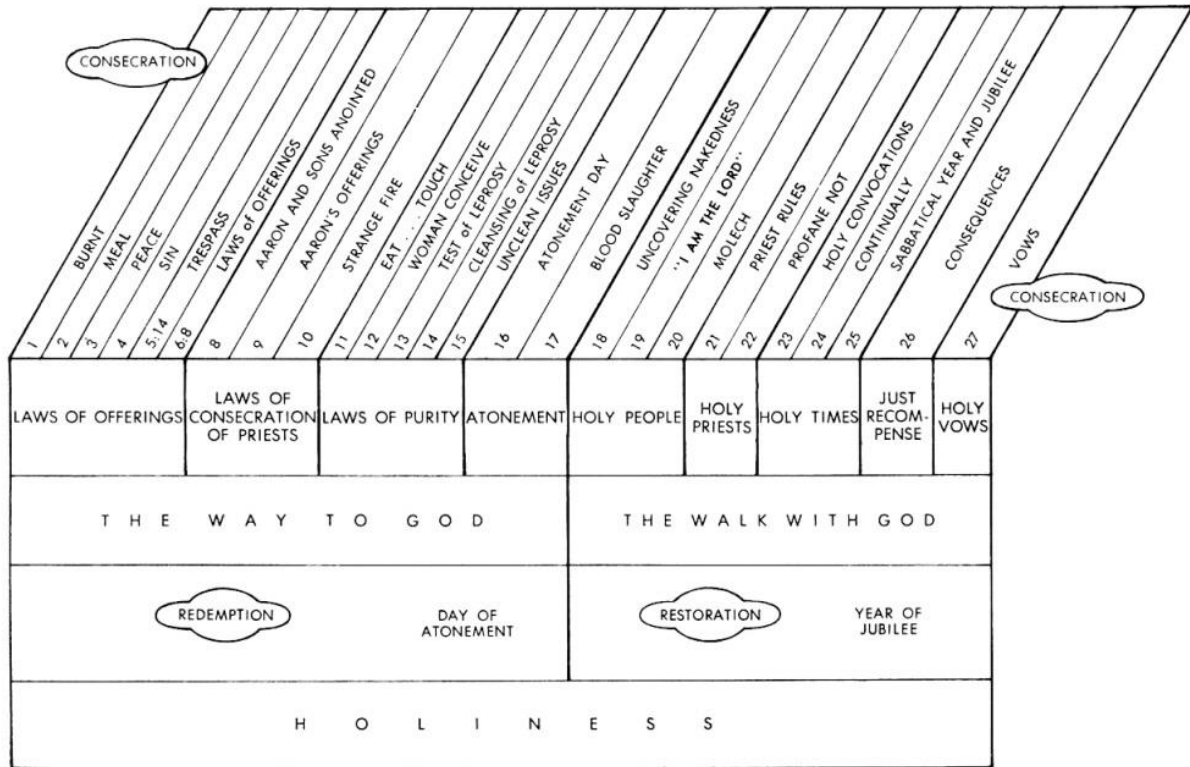 CONSECRATION
BURNT
MEAL
PEACE
SIN
TRESPASS
LAWS of OFFERINGS
AARON AND SONS ANOINTED
AARON'S OFFERINGS
STRANGE FIRE
EAT . . . TOUCH
WOMAN CONCEIVE
TEST of LEPROSY
CLEANSING of LEPROSY
UNCLEAN ISSUES
ATONEMENT DAY
BLOOD SLAUGHTER
UNCOVERING NAKEDNESS
"I AM THE LORD"
MOLECH
PRIEST RULES
PROFANE NOT
HOLY CONVOCATIONS
CONTINUALLY
SABBATICAL YEAR AND JUBILEE
CONSEQUENCES
VOWS
CONSECRATION
1 2 3 4 5:14 6:8 8 9 10 11 12 13 14 15 16 17 18 19 20 21 22 23 24 25 26 27
LAWS OF OFFERINGS
LAWS OF
CONSECRATION
OF PRIESTS
LAWS OF PURITY
ATONEMENT
HOLY PEOPLE
HOLY
PRIESTS
HOLY TIMES
JUST
RECOM-
PENSE
HOLY
VOWS
THE WAY TO GOD
THE WALK WITH GOD
REDEMPTION
DAY OF
ATONEMENT
RESTORATION
YEAR OF
JUBILEE
HOLINESS